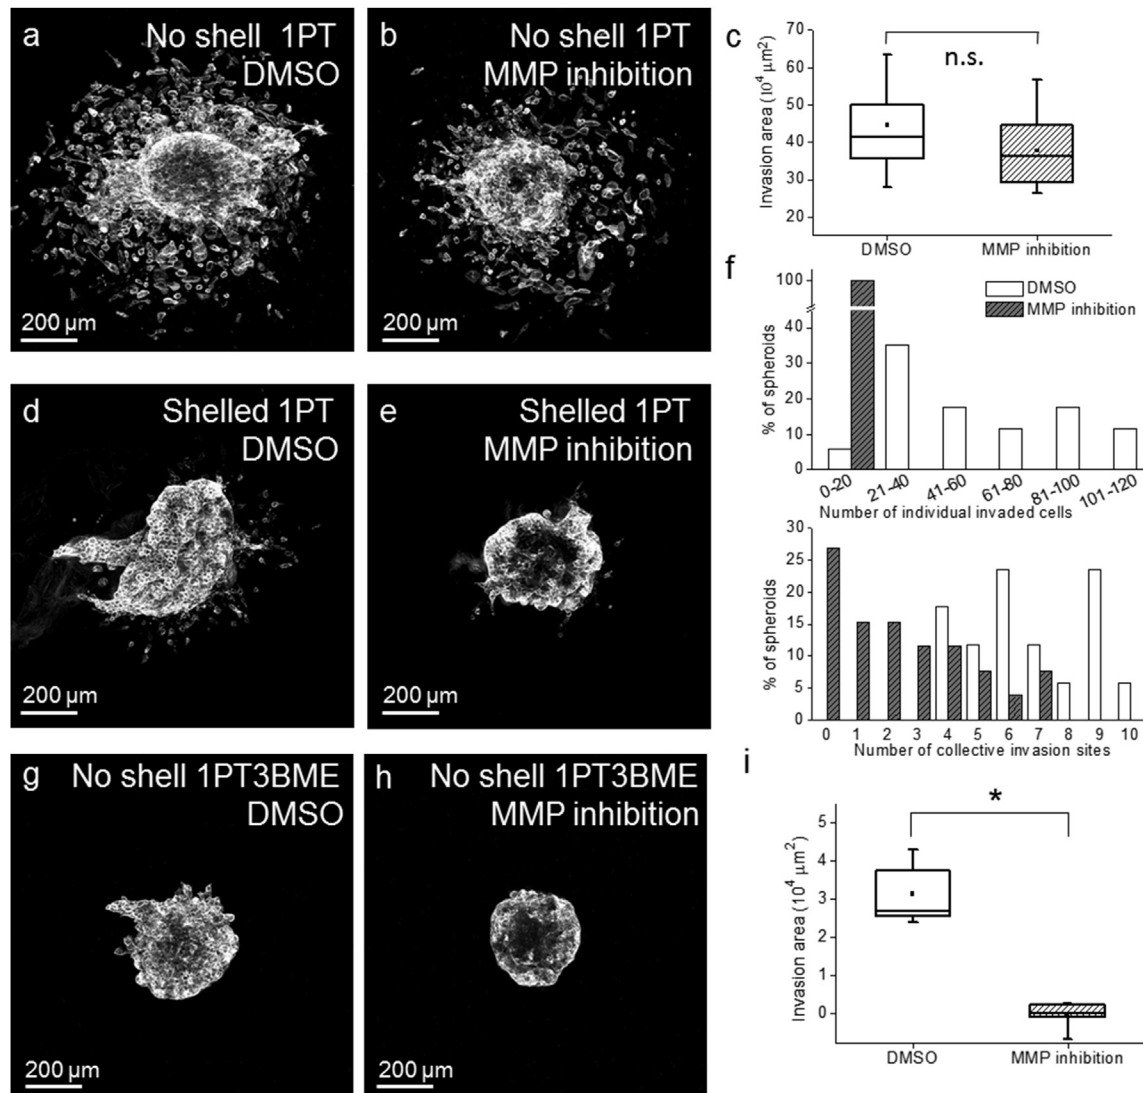 a
No shell 1PT
DMSO
200 µm
b
No shell 1PT
MMP inhibition
200 µm
c
n.s.
Invasion area (10⁴ µm²)
70
60
50
40
30
20
DMSO
MMP inhibition
d
Shelled 1PT
DMSO
200 µm
e
Shelled 1PT
MMP inhibition
200 µm
f
DMSO
MMP inhibition
% of spheroids
100
40
30
20
10
0
0-20
21-40
41-60
61-80
81-100
101-120
Number of individual invaded cells
% of spheroids
30
25
20
15
10
5
0
0 1 2 3 4 5 6 7 8 9 10
Number of collective invasion sites
g
No shell 1PT3BME
DMSO
200 µm
h
No shell 1PT3BME
MMP inhibition
200 µm
i
*
Invasion area (10⁴ µm²)
5
4
3
2
1
0
DMSO
MMP inhibition